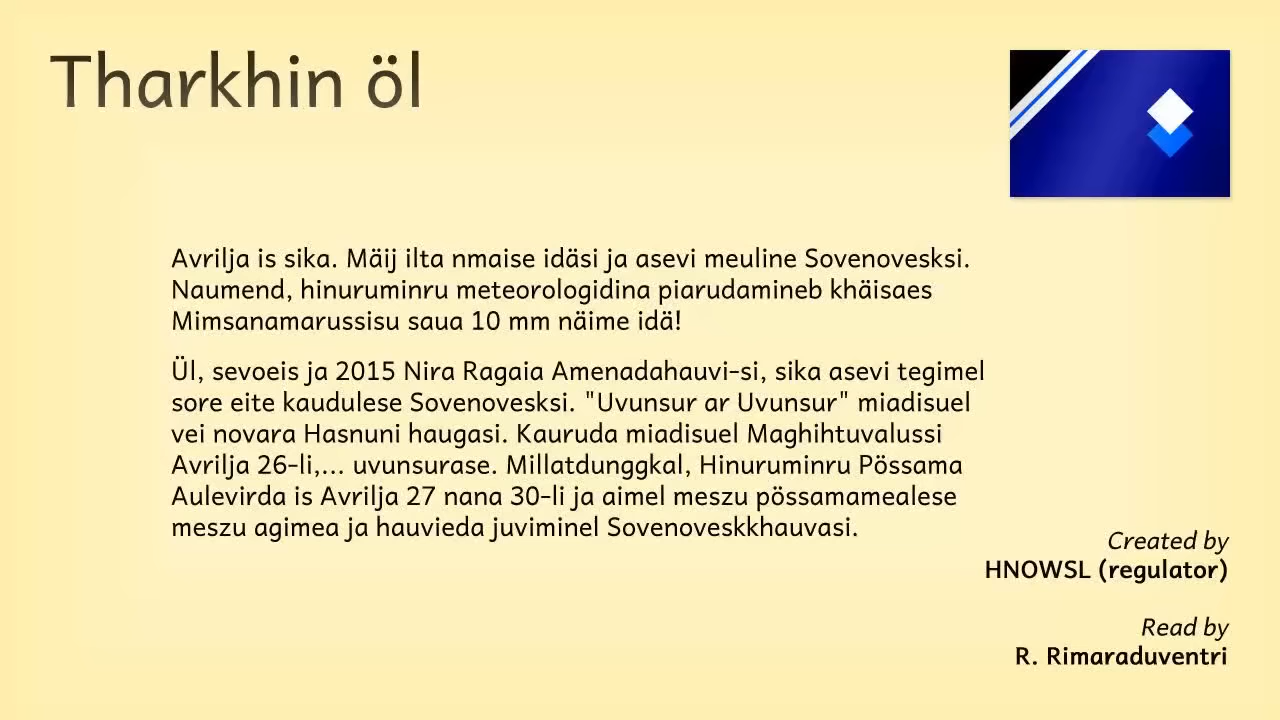 Tharkhin öl
Avrilja is sika. Mäij ilta nmaise idäsi ja asevi meuline Sovenovesksi.
Naumend, hinuruminru meteorologidina piarudamineb khäisaes
Mimsanamarussisu saua 10 mm näime idä!
Ül, sevoeis ja 2015 Nira Ragaia Amenadahauvi-si, sika asevi tegimel
sore eite kaudulese Sovenovesksi. "Uvunsur ar Uvunsur" miadisuel
vei novara Hasnuni haugasi. Kauruda miadisuel Maghihtuvalussi
Avrilja 26-li,... uvunsurase. Millatdunggkal, Hinuruminru Pössama
Aulevirda is Avrilja 27 nana 30-li ja aimel meszu pössamamealese
meszu agimea ja hauvieda juviminel Sovenoveskkhauvasi.
Created by
HNOWSL (regulator)
Read by
R. Rimaraduventri